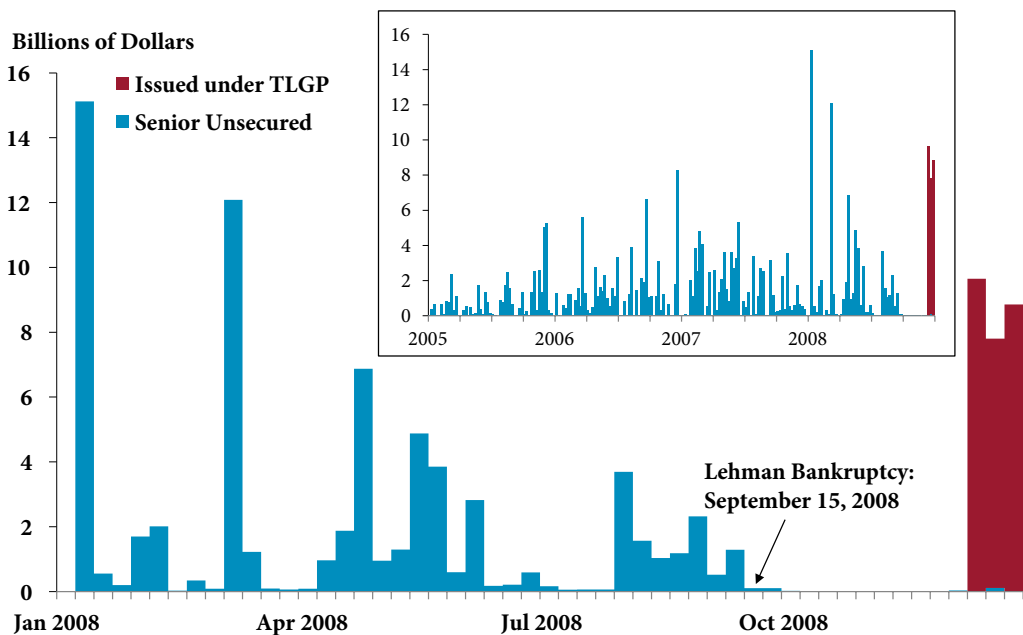 Billions of Dollars
16
14
12
10
8
6
4
2
0
Issued under TLGP
Senior Unsecured
16
14
12
10
8
6
4
2
0
2005 2006 2007 2008
Lehman Bankruptcy:
September 15, 2008
Jan 2008 Apr 2008 Jul 2008 Oct 2008